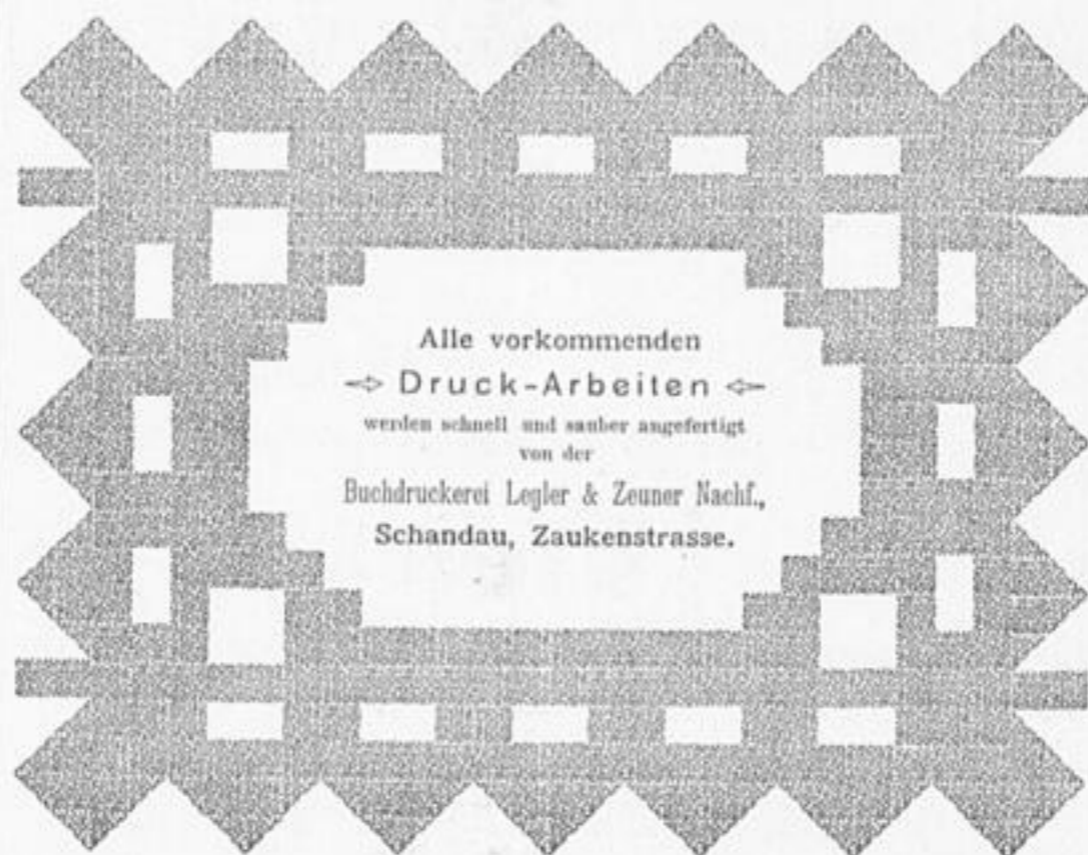 Alle vorkommenden
Druck-Arbeiten
werden schnell und sauber angefertigt
von der
Buchdruckerei Legler & Zeuner Nachf.,
Schandau, Zaukenstrasse.